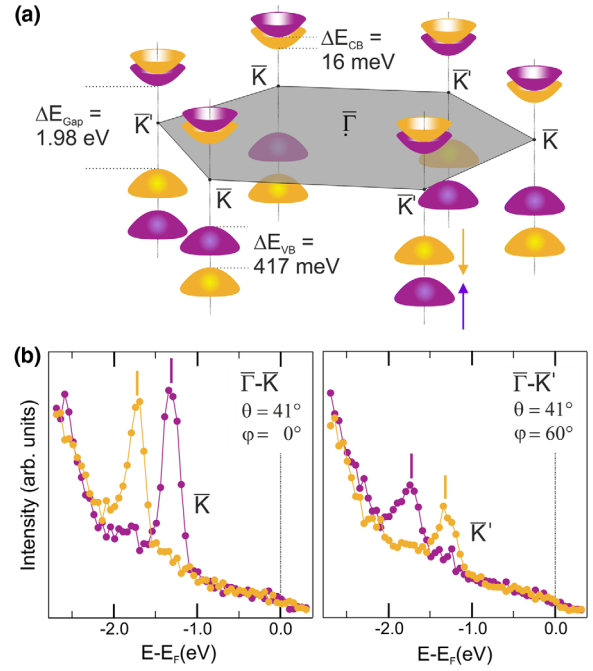 (a)
ΔE_CB =
16 meV
K̅
K̅'
ΔE_Gap =
1.98 eV
K̅'
Γ̅
K̅
K̅
K̅'
ΔE_VB =
417 meV
(b)
Γ̅-K̅
θ = 41°
φ = 0°
K̅
Γ̅-K̅'
θ = 41°
φ = 60°
K̅'
Intensity (arb. units)
-2.0 -1.0 0.0
-2.0 -1.0 0.0
E-E_F(eV)
E-E_F(eV)